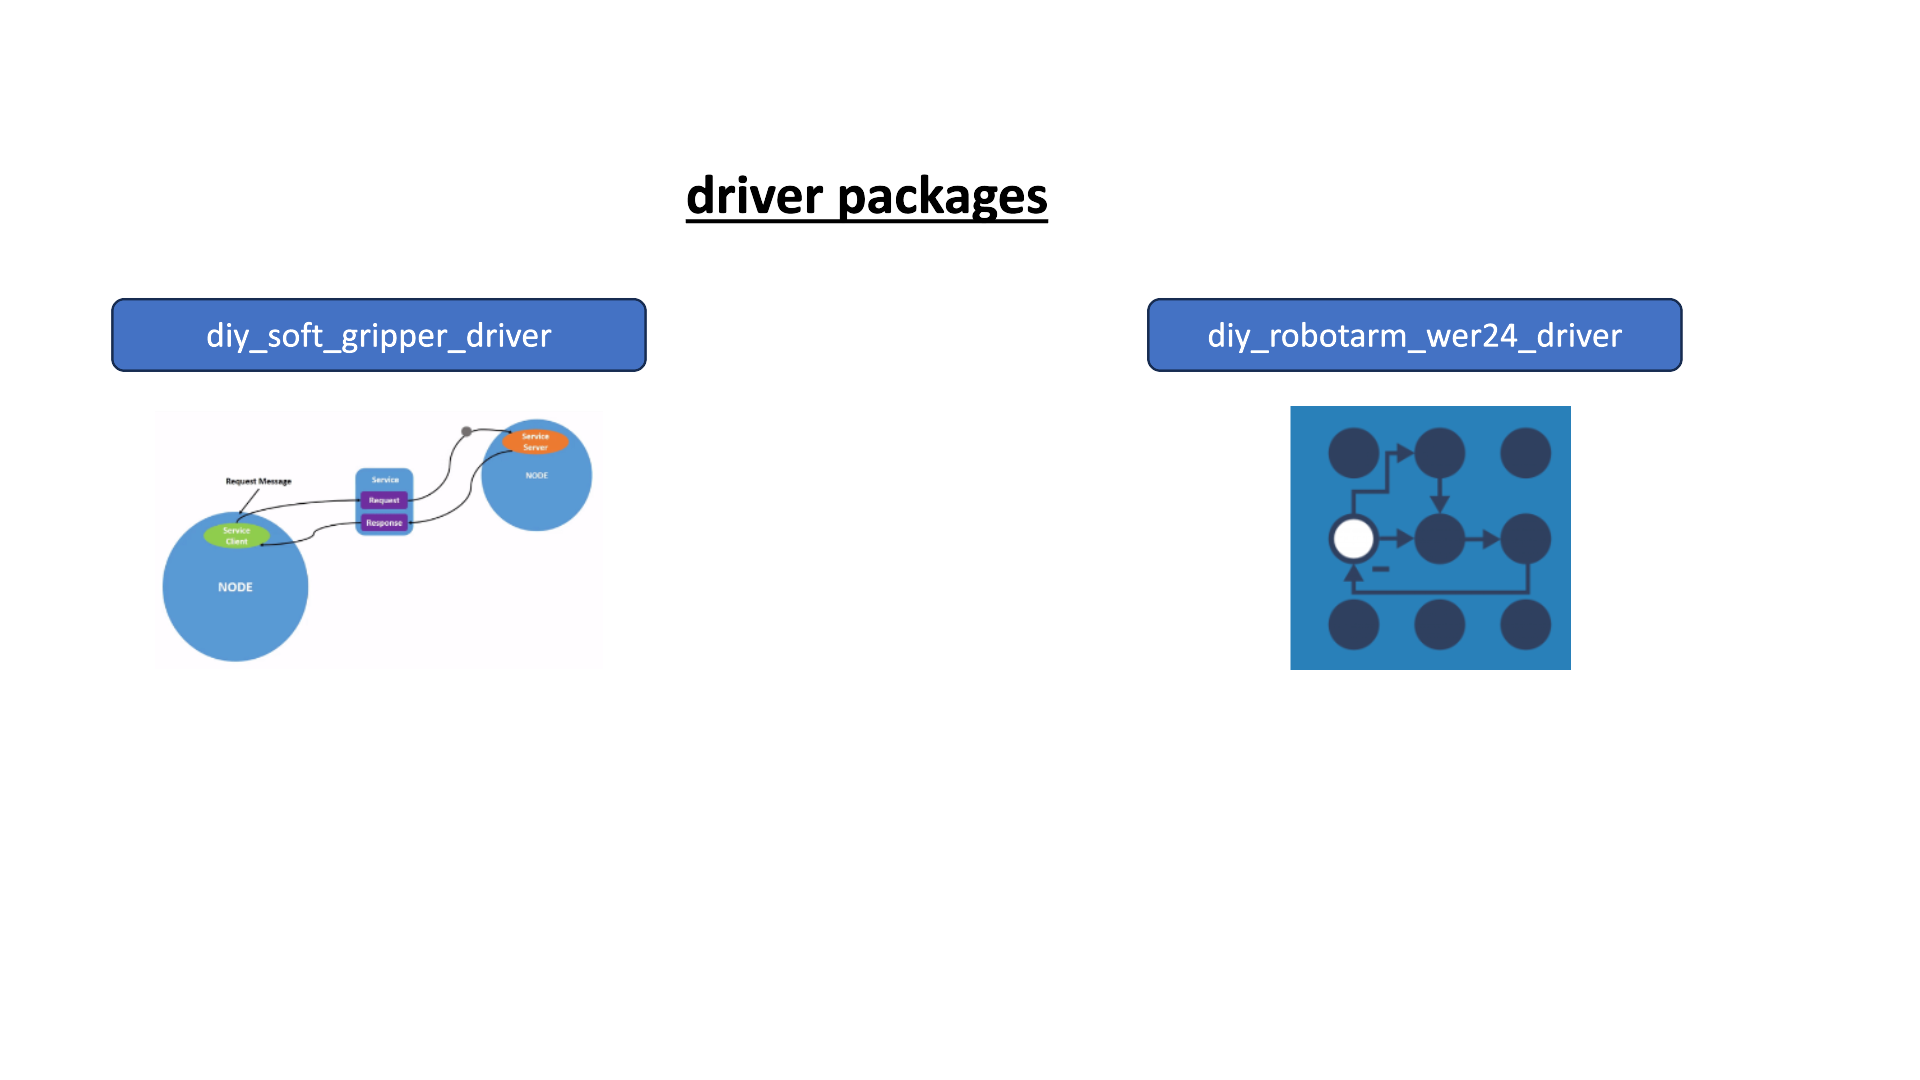 driver packages
diy_soft_gripper_driver
diy_robotarm_wer24_driver
Service
Server
NODE
Request Message
Service
Request
Response
Service
Client
NODE